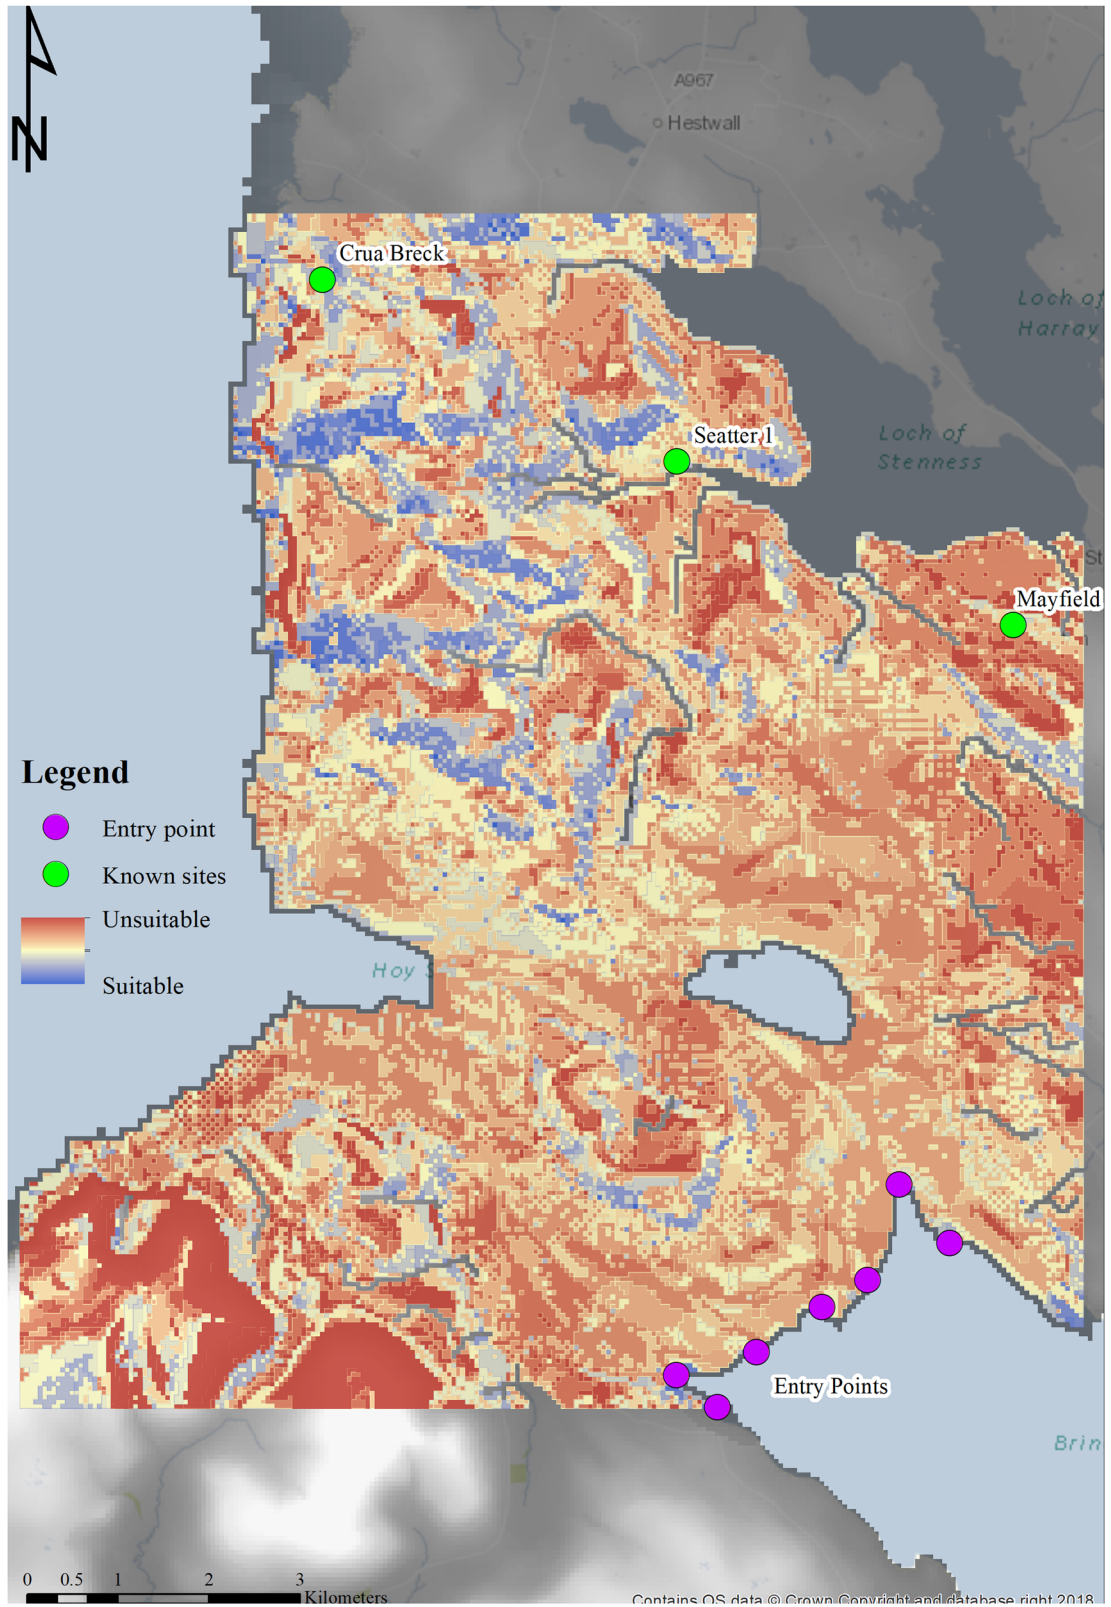 N
A967
Hestwall
Crua Breck
Loch of
Harray
Seatter 1
Loch of
Stenness
St
Mayfield
Legend
Entry point
Known sites
Unsuitable
Suitable
Hoy S
Entry Points
Brin
0 0.5 1 2 3
Kilometers
Contains OS data © Crown Copyright and database right 2018